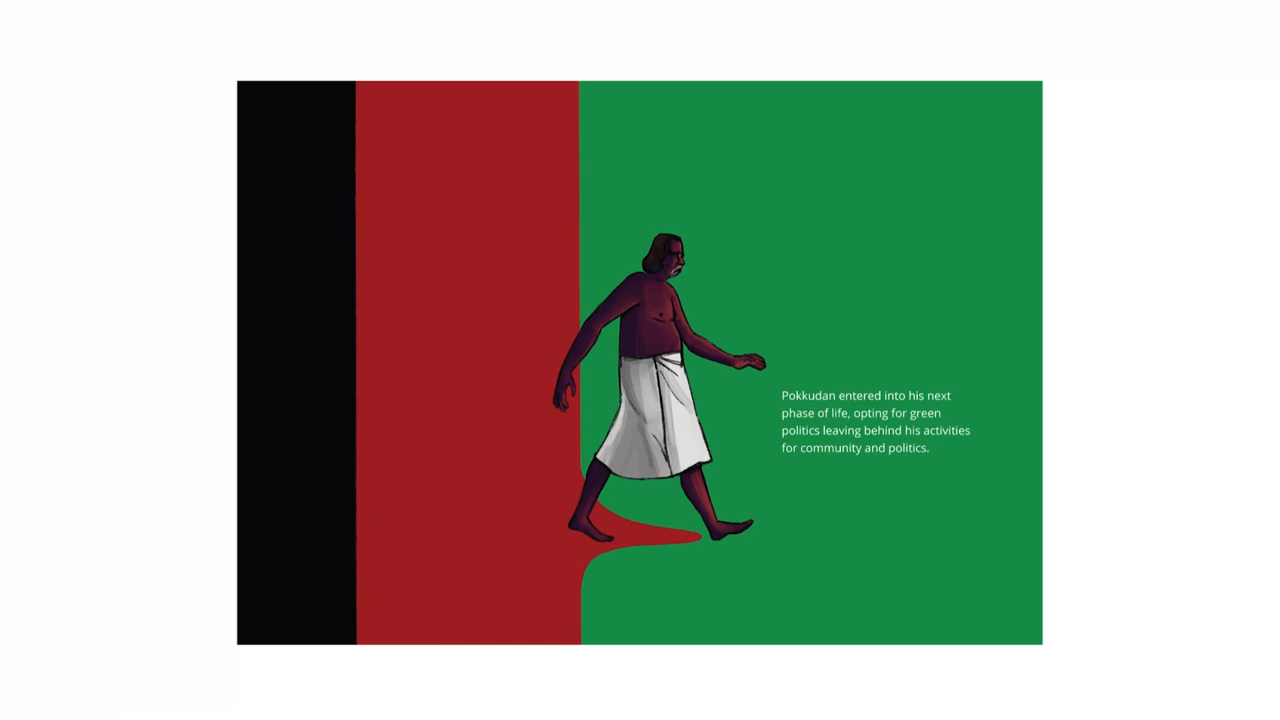 Pokkudan entered into his next
phase of life, opting for green
politics leaving behind his activities
for community and politics.